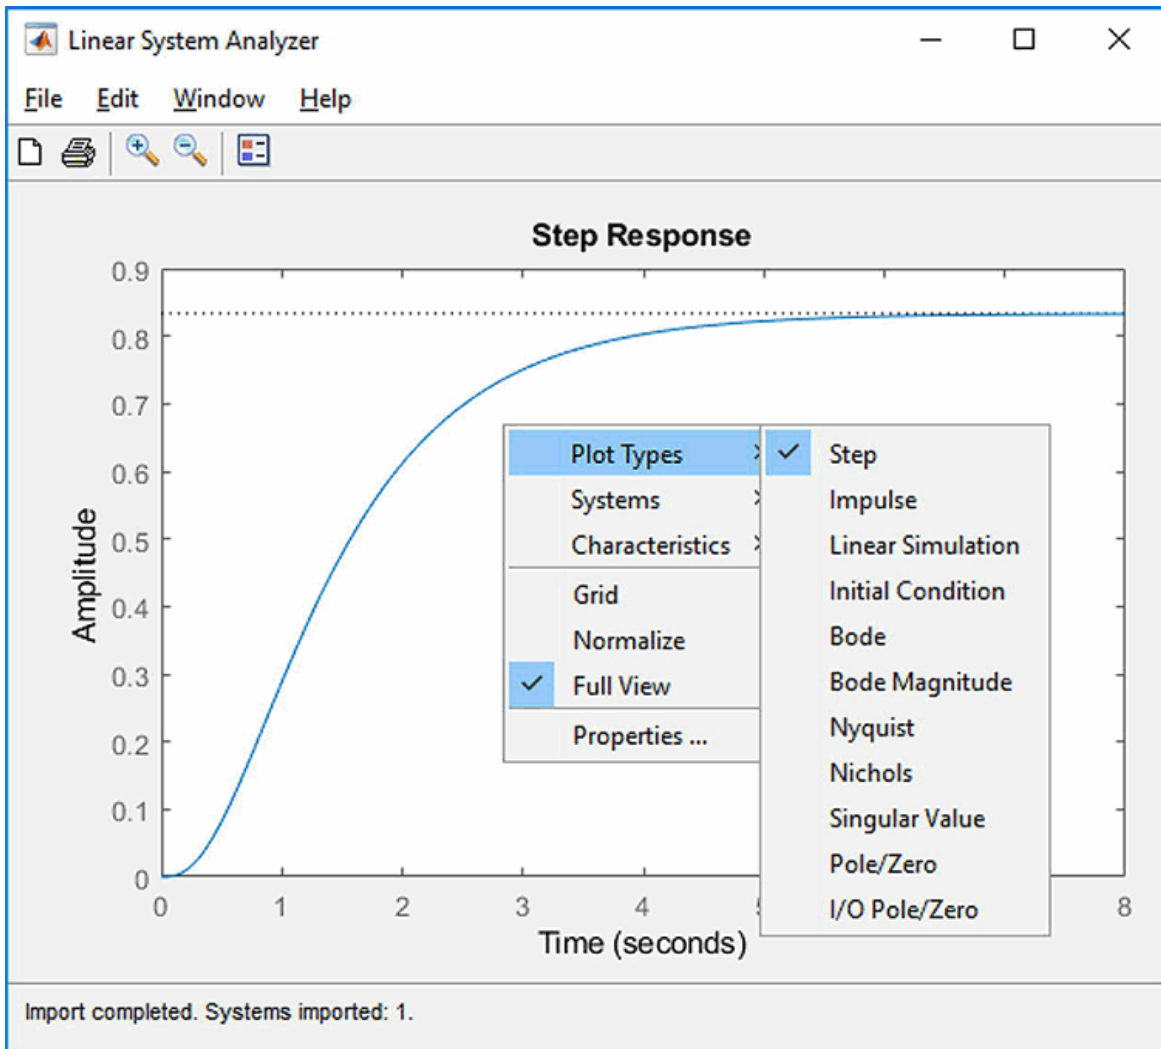 Linear System Analyzer
File Edit Window Help
Step Response
0.9
0.8
0.7
0.6
0.5
0.4
0.3
0.2
0.1
0
Amplitude
Plot Types
Systems
Characteristics
Grid
Normalize
Full View
Properties ...
Step
Impulse
Linear Simulation
Initial Condition
Bode
Bode Magnitude
Nyquist
Nichols
Singular Value
Pole/Zero
I/O Pole/Zero
0 1 2 3 4 8
Time (seconds)
Import completed. Systems imported: 1.